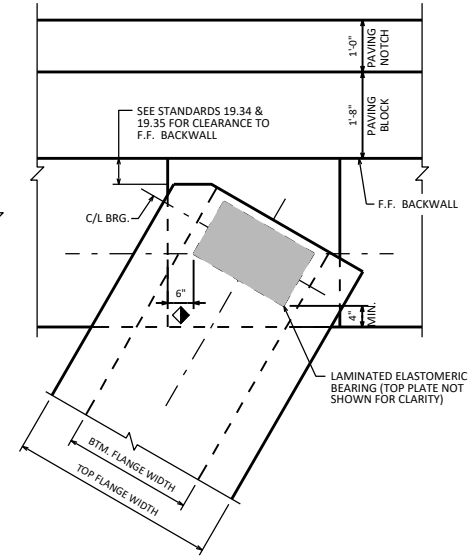 1'-0"
PAVING
NOTCH
1'-8"
PAVING
BLOCK
SEE STANDARDS 19.34 &
19.35 FOR CLEARANCE TO
F.F. BACKWALL
C/L BRG.
F.F. BACKWALL
6"
4"
MIN.
LAMINATED ELASTOMERIC
BEARING (TOP PLATE NOT
SHOWN FOR CLARITY)
BTM. FLANGE WIDTH
TOP FLANGE WIDTH